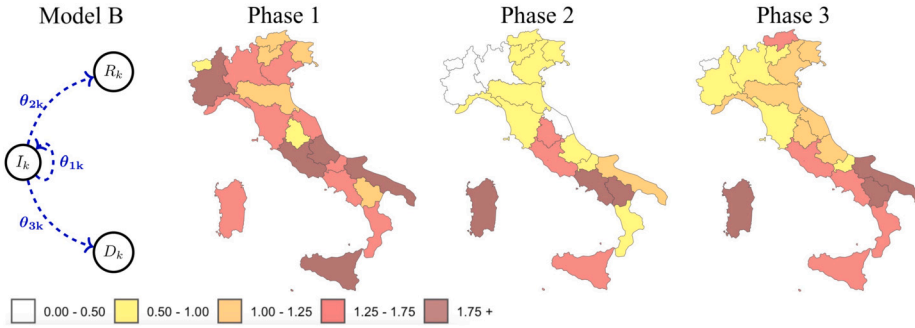 Model B
Phase 1
Phase 2
Phase 3
R_k
θ_2k
I_k
θ_1k
θ_3k
D_k
0.00 - 0.50
0.50 - 1.00
1.00 - 1.25
1.25 - 1.75
1.75 +